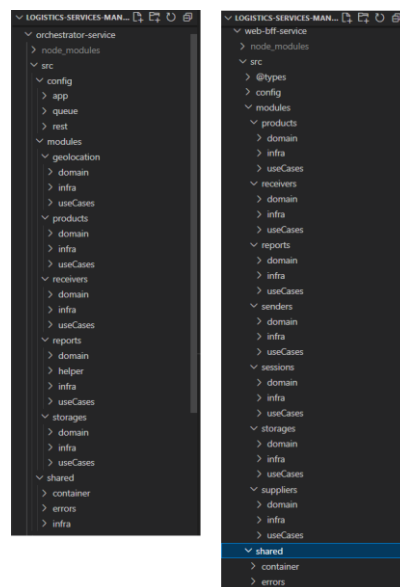 LOGISTICS-SERVICES-MAN...
orchestrator-service
node_modules
src
config
app
queue
rest
modules
geolocation
domain
infra
useCases
products
domain
infra
useCases
receivers
domain
infra
useCases
reports
domain
helper
infra
useCases
storages
domain
infra
useCases
shared
container
errors
infra
LOGISTICS-SERVICES-MAN...
web-bff-service
node_modules
src
@types
config
modules
products
domain
infra
useCases
receivers
domain
infra
useCases
reports
domain
infra
useCases
senders
domain
infra
useCases
sessions
domain
infra
useCases
storages
domain
infra
useCases
suppliers
domain
infra
useCases
shared
container
errors